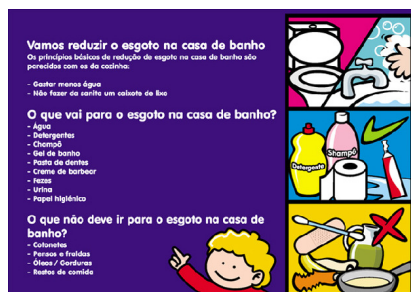 Vamos reduzir o esgoto na casa de banho
Os princípios básicos de redução de esgoto na casa de banho são
parecidos com os da cozinha:
- Gastar menos água
- Não fazer da sanita um caixote de lixo
O que vai para o esgoto na casa de banho?
- Água
- Detergentes
- Champô
- Gel de banho
- Pasta de dentes
- Creme de barbear
- Fezes
- Urina
- Papel higiénico
O que não deve ir para o esgoto na casa de
banho?
- Cotonetes
- Pensos e fraldas
- Óleos / Gorduras
- Restos de comida
Shampô
Detergente